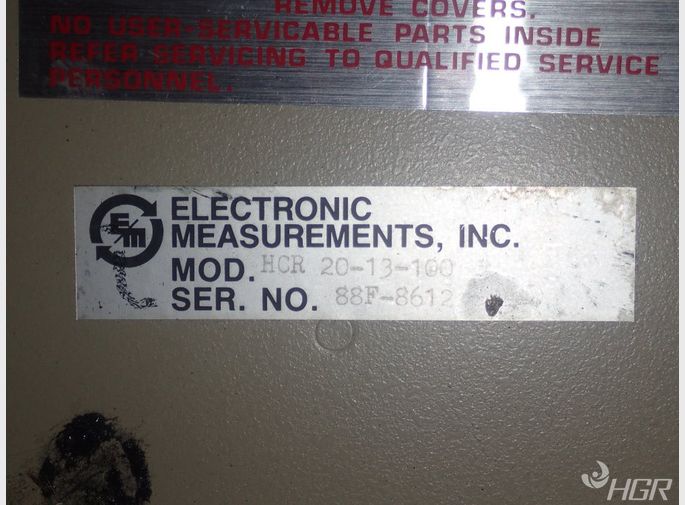 REMOVE COVERS.
NO USER-SERVICABLE PARTS INSIDE
REFER SERVICING TO QUALIFIED SERVICE
PERSONNEL.
E/M
ELECTRONIC
MEASUREMENTS, INC.
MOD. HCR 20-13-100
SER. NO. 88F-8612
HGR